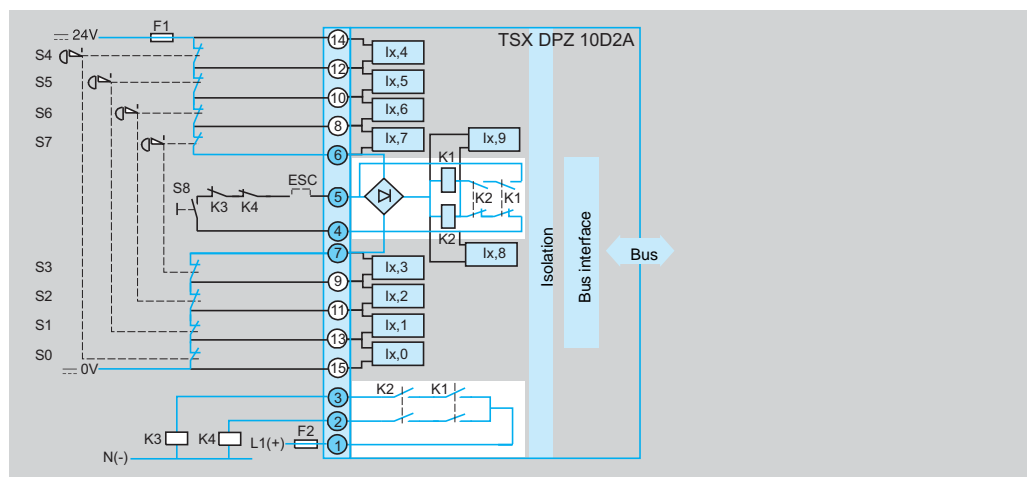 F1
24V
14
TSX DPZ 10D2A
S4
Ix,4
12
S5
Ix,5
10
S6
Ix,6
8
S7
Ix,7
Ix,9
6
K1
S8
ESC
5
K3
K4
K2
K1
4
K2
7
Ix,8
Isolation
Bus interface
Bus
S3
Ix,3
9
S2
Ix,2
11
S1
Ix,1
13
S0
Ix,0
0V
15
K2
K1
3
2
K3
K4
L1(+)
F2
1
N(-)